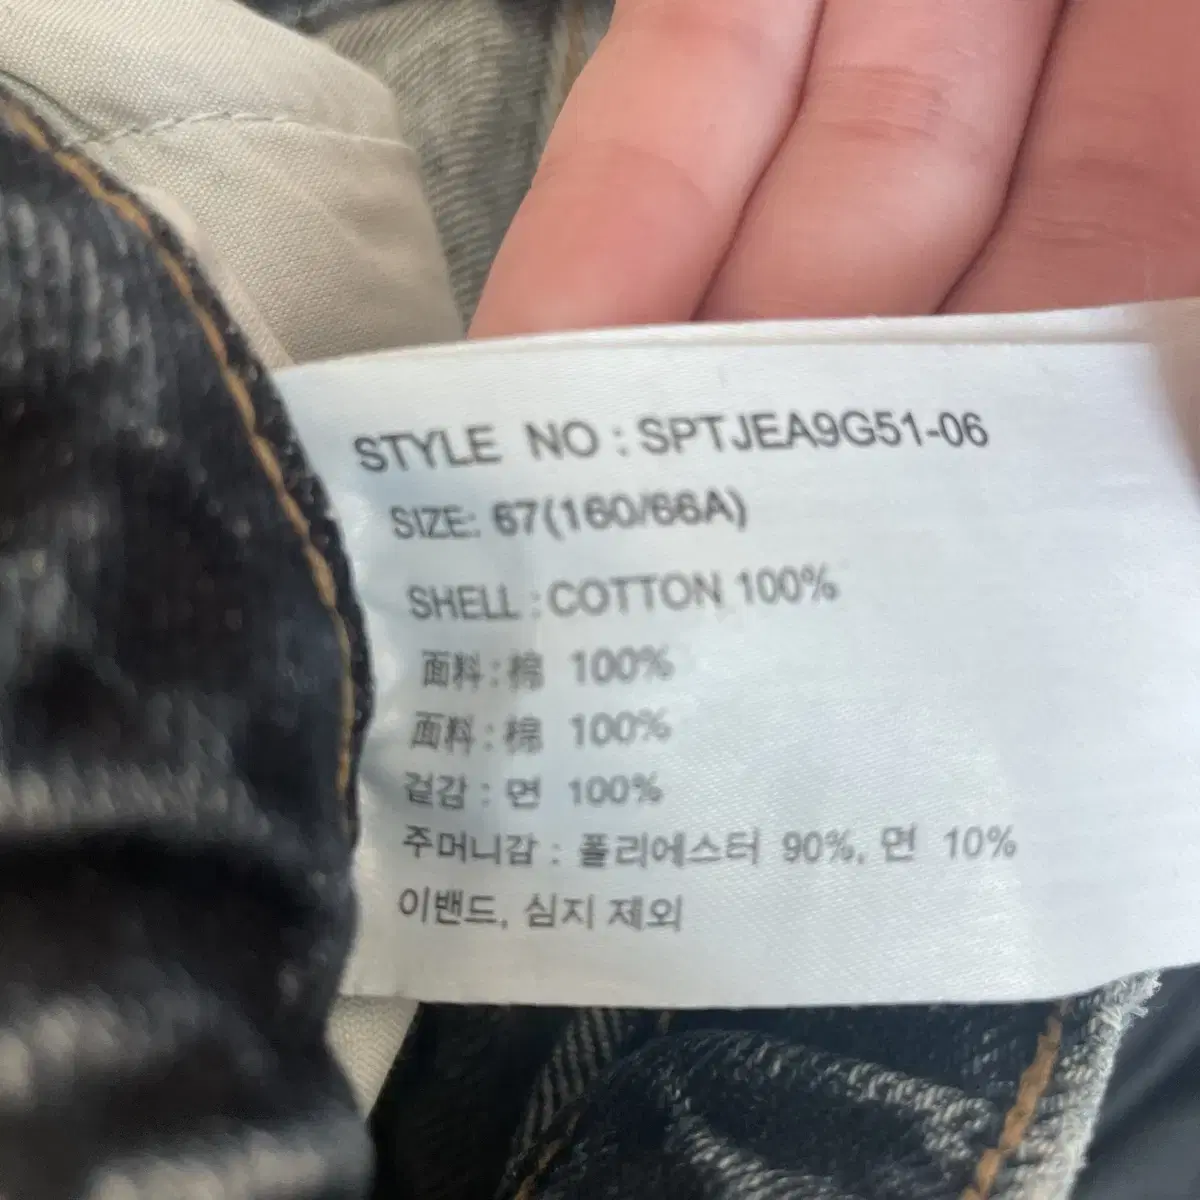 STYLE NO : SPTJEA9G51-06
SIZE: 67(160/66A)
SHELL : COTTON 100%
面料 : 棉 100%
面料 : 棉 100%
겉감 : 면 100%
주머니감 : 폴리에스터 90%, 면 10%
이밴드, 심지 제외